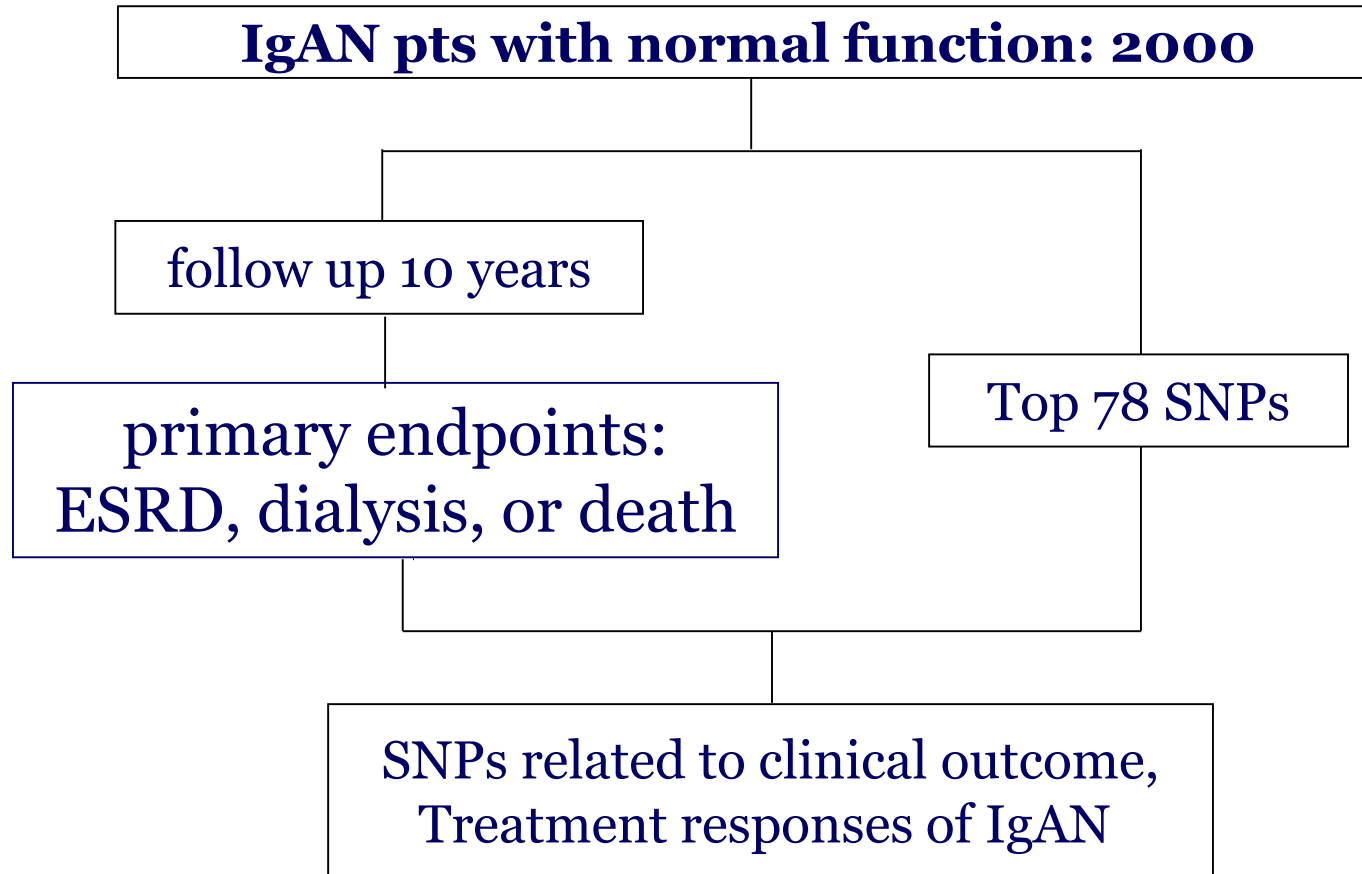 IgAN pts with normal function: 2000
follow up 10 years
Top 78 SNPs
primary endpoints:
ESRD, dialysis, or death
SNPs related to clinical outcome,
Treatment responses of IgAN